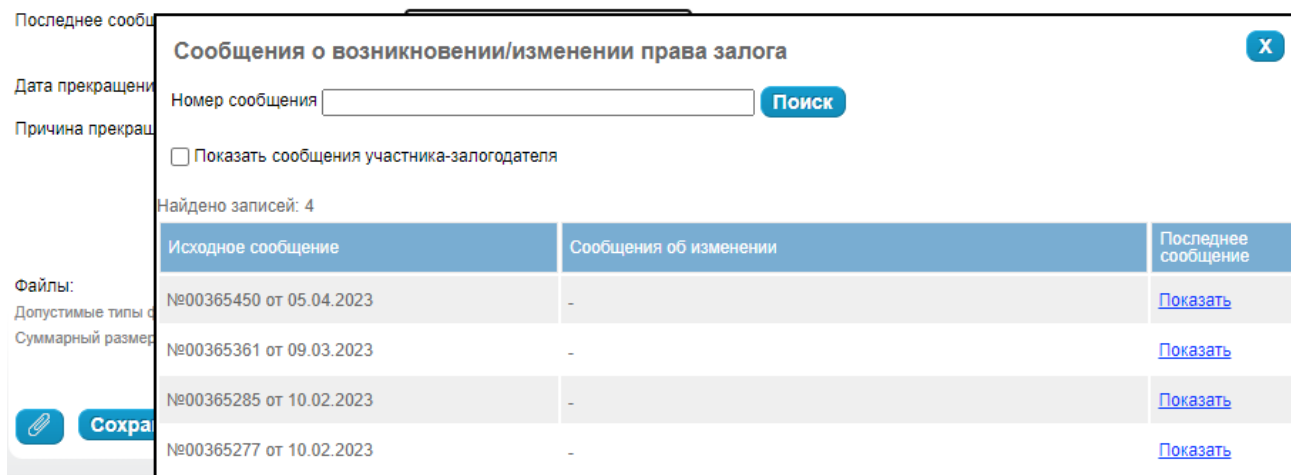 Последнее сообщ
Сообщения о возникновении/изменении права залога
X
Дата прекращени
Номер сообщения
Поиск
Причина прекращ
Показать сообщения участника-залогодателя
Найдено записей: 4
Исходное сообщение
Сообщения об изменении
Последнее
сообщение
Файлы:
Допустимые типы
Суммарный размер
№00365450 от 05.04.2023
-
Показать
№00365361 от 09.03.2023
-
Показать
№00365285 от 10.02.2023
-
Показать
Сохра
№00365277 от 10.02.2023
-
Показать